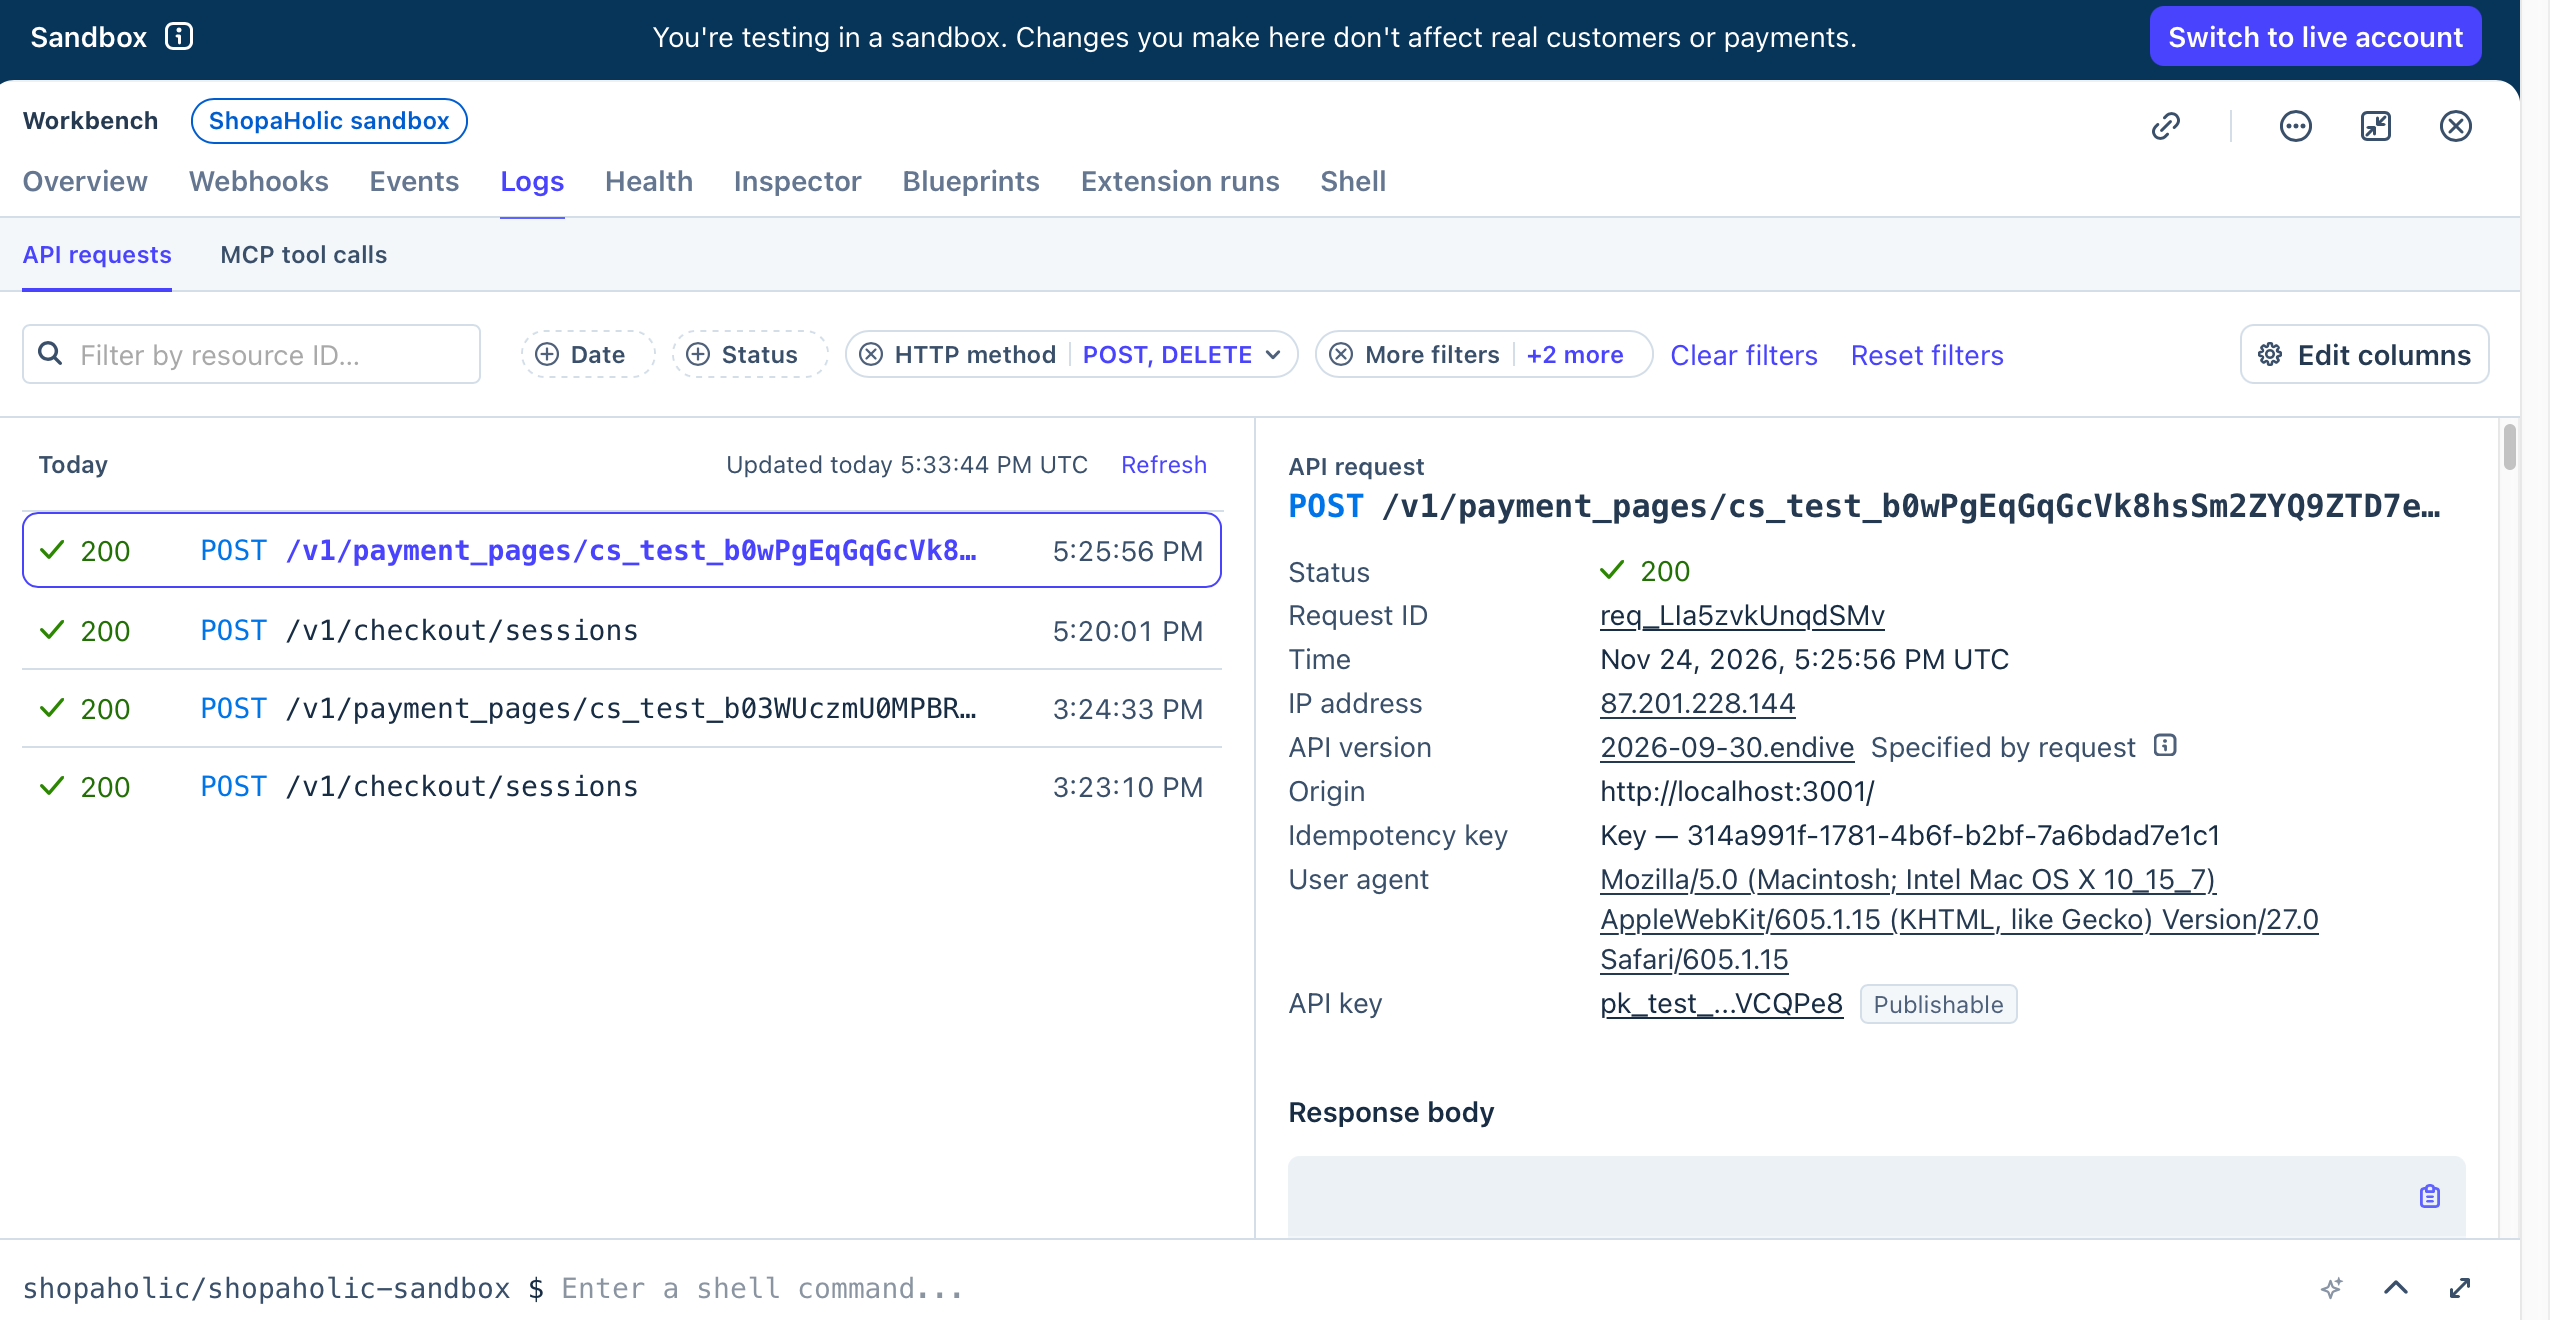 Sandbox
You're testing in a sandbox. Changes you make here don't affect real customers or payments.
Switch to live account
Workbench
ShopaHolic sandbox
Overview Webhooks Events Logs Health Inspector Blueprints Extension runs Shell
API requests MCP tool calls
Filter by resource ID...
Date
Status
HTTP method POST, DELETE
More filters +2 more
Clear filters
Reset filters
Edit columns
Today
Updated today 5:33:44 PM UTC
Refresh
200 POST /v1/payment_pages/cs_test_b0wPgEqGqGcVk8… 5:25:56 PM
200 POST /v1/checkout/sessions 5:20:01 PM
200 POST /v1/payment_pages/cs_test_b03WUczmU0MPBR… 3:24:33 PM
200 POST /v1/checkout/sessions 3:23:10 PM
API request
POST /v1/payment_pages/cs_test_b0wPgEqGqGcVk8hsSm2ZYQ9ZTD7e…
Status 200
Request ID req_LIa5zvkUnqdSMv
Time Nov 24, 2026, 5:25:56 PM UTC
IP address 87.201.228.144
API version 2026-09-30.endive Specified by request
Origin http://localhost:3001/
Idempotency key Key — 314a991f-1781-4b6f-b2bf-7a6bdad7e1c1
User agent Mozilla/5.0 (Macintosh; Intel Mac OS X 10_15_7)
AppleWebKit/605.1.15 (KHTML, like Gecko) Version/27.0
Safari/605.1.15
API key pk_test_...VCQPe8 Publishable
Response body
shopaholic/shopaholic-sandbox $ Enter a shell command...